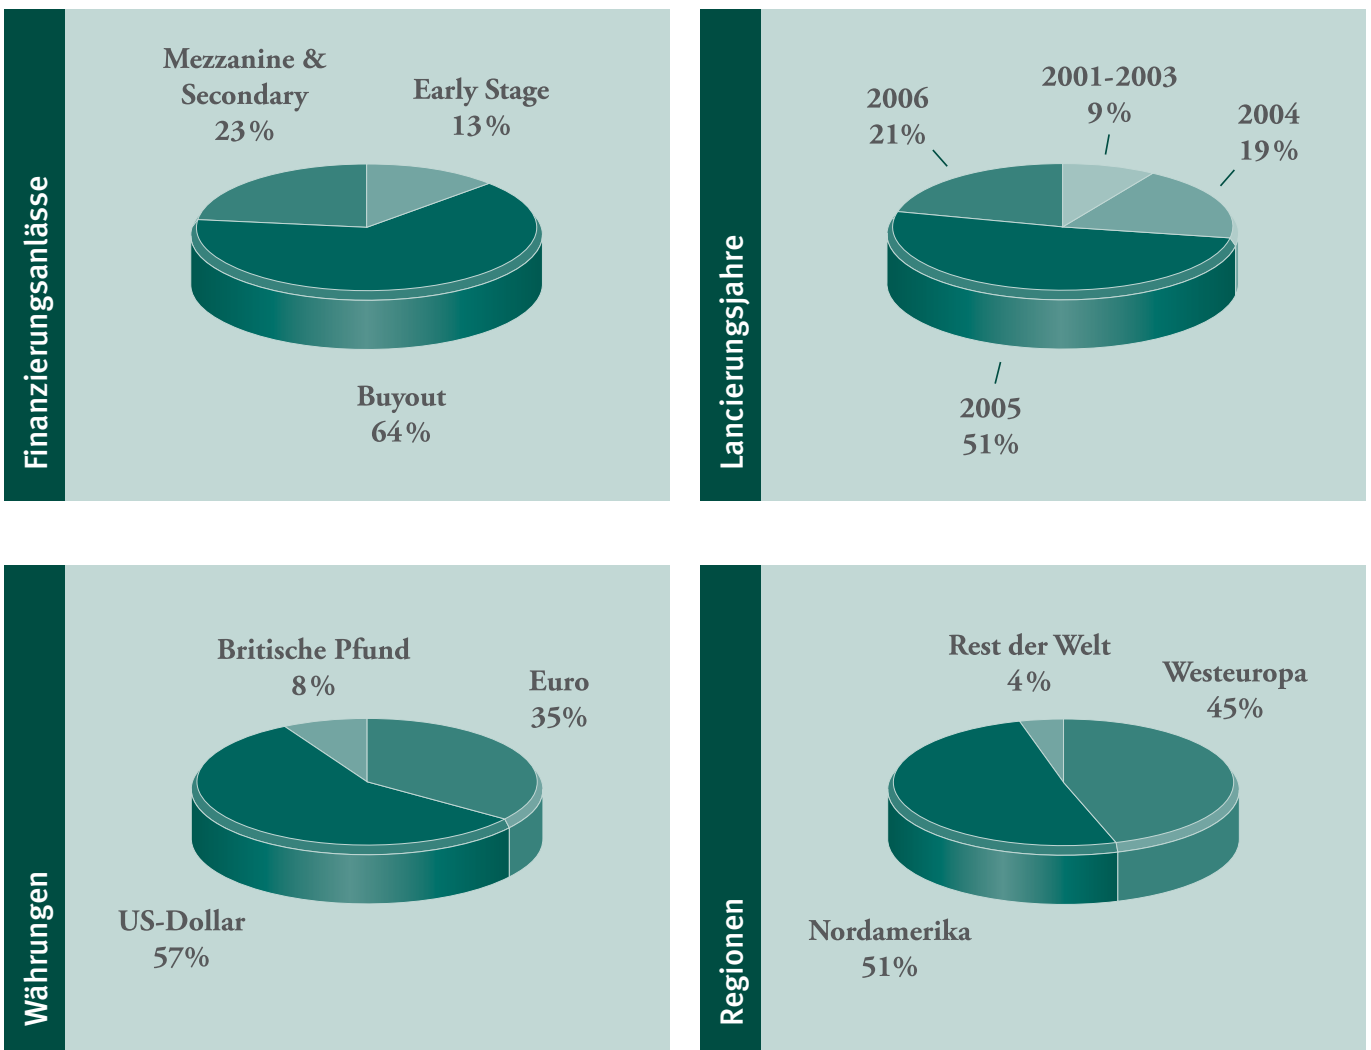 Finanzierungsanlässe
Mezzanine &
Secondary
23%
Early Stage
13%
Buyout
64%
Lancierungsjahre
2006
21%
2001-2003
9%
2004
19%
2005
51%
Währungen
Britische Pfund
8%
Euro
35%
US-Dollar
57%
Regionen
Rest der Welt
4%
Westeuropa
45%
Nordamerika
51%